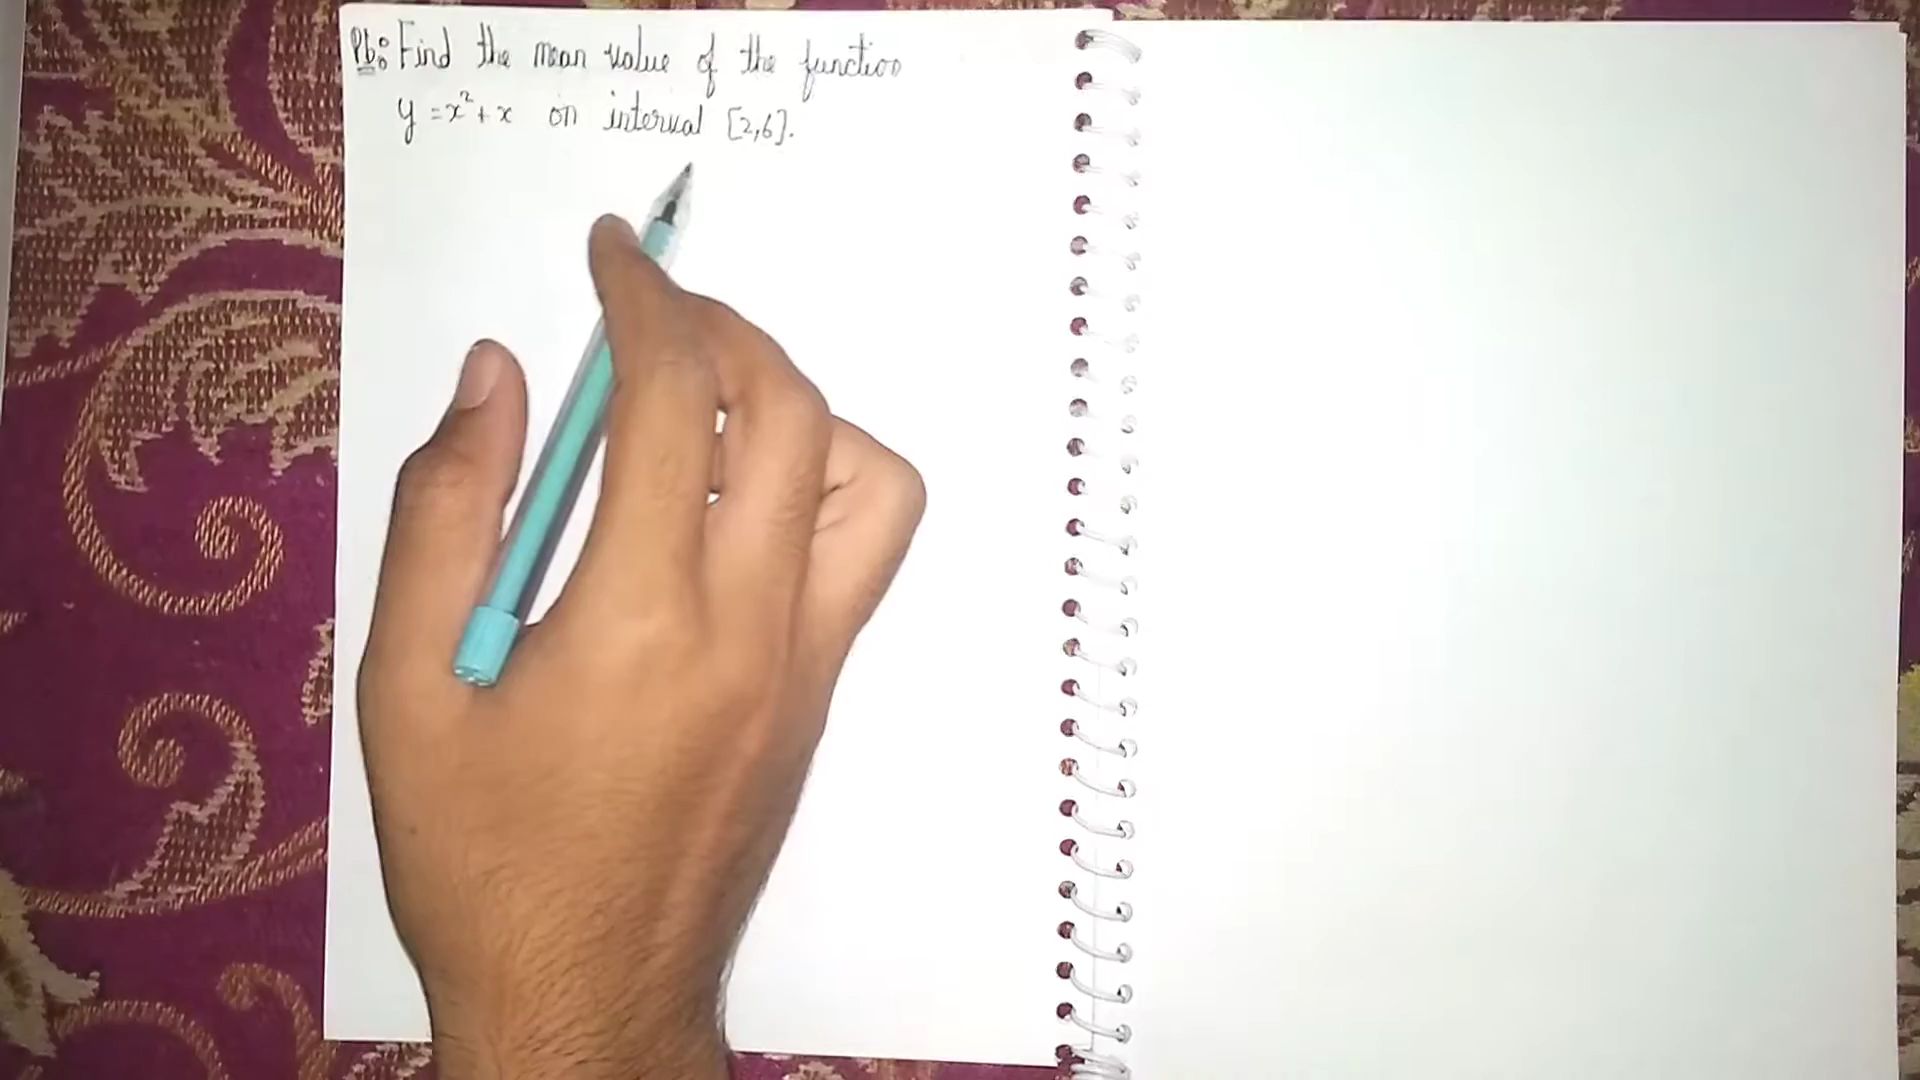 Pb: Find the mean value of the function
y = x² + x on interval [2,6].